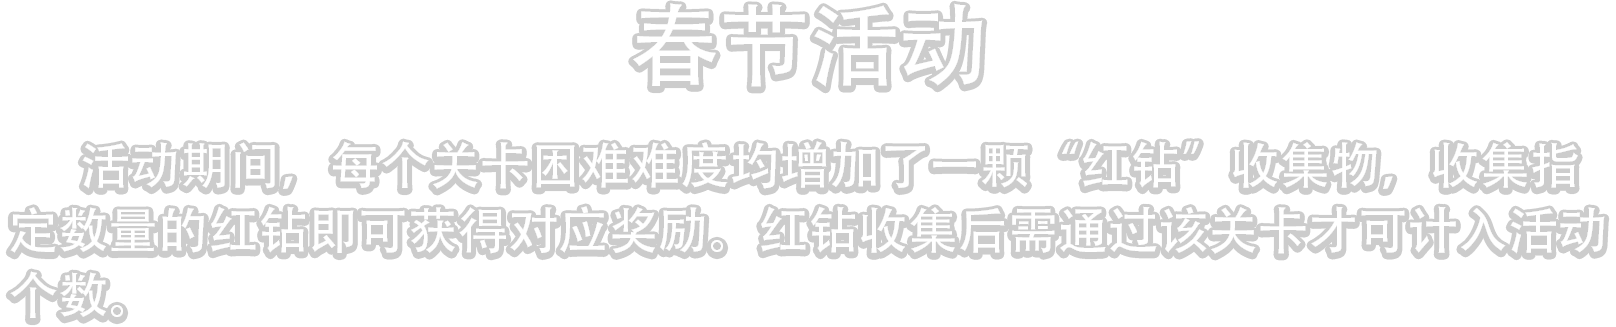 春节活动
活动期间，每个关卡困难难度均增加了一颗“红钻”收集物，收集指
定数量的红钻即可获得对应奖励。红钻收集后需通过该关卡才可计入活动
个数。